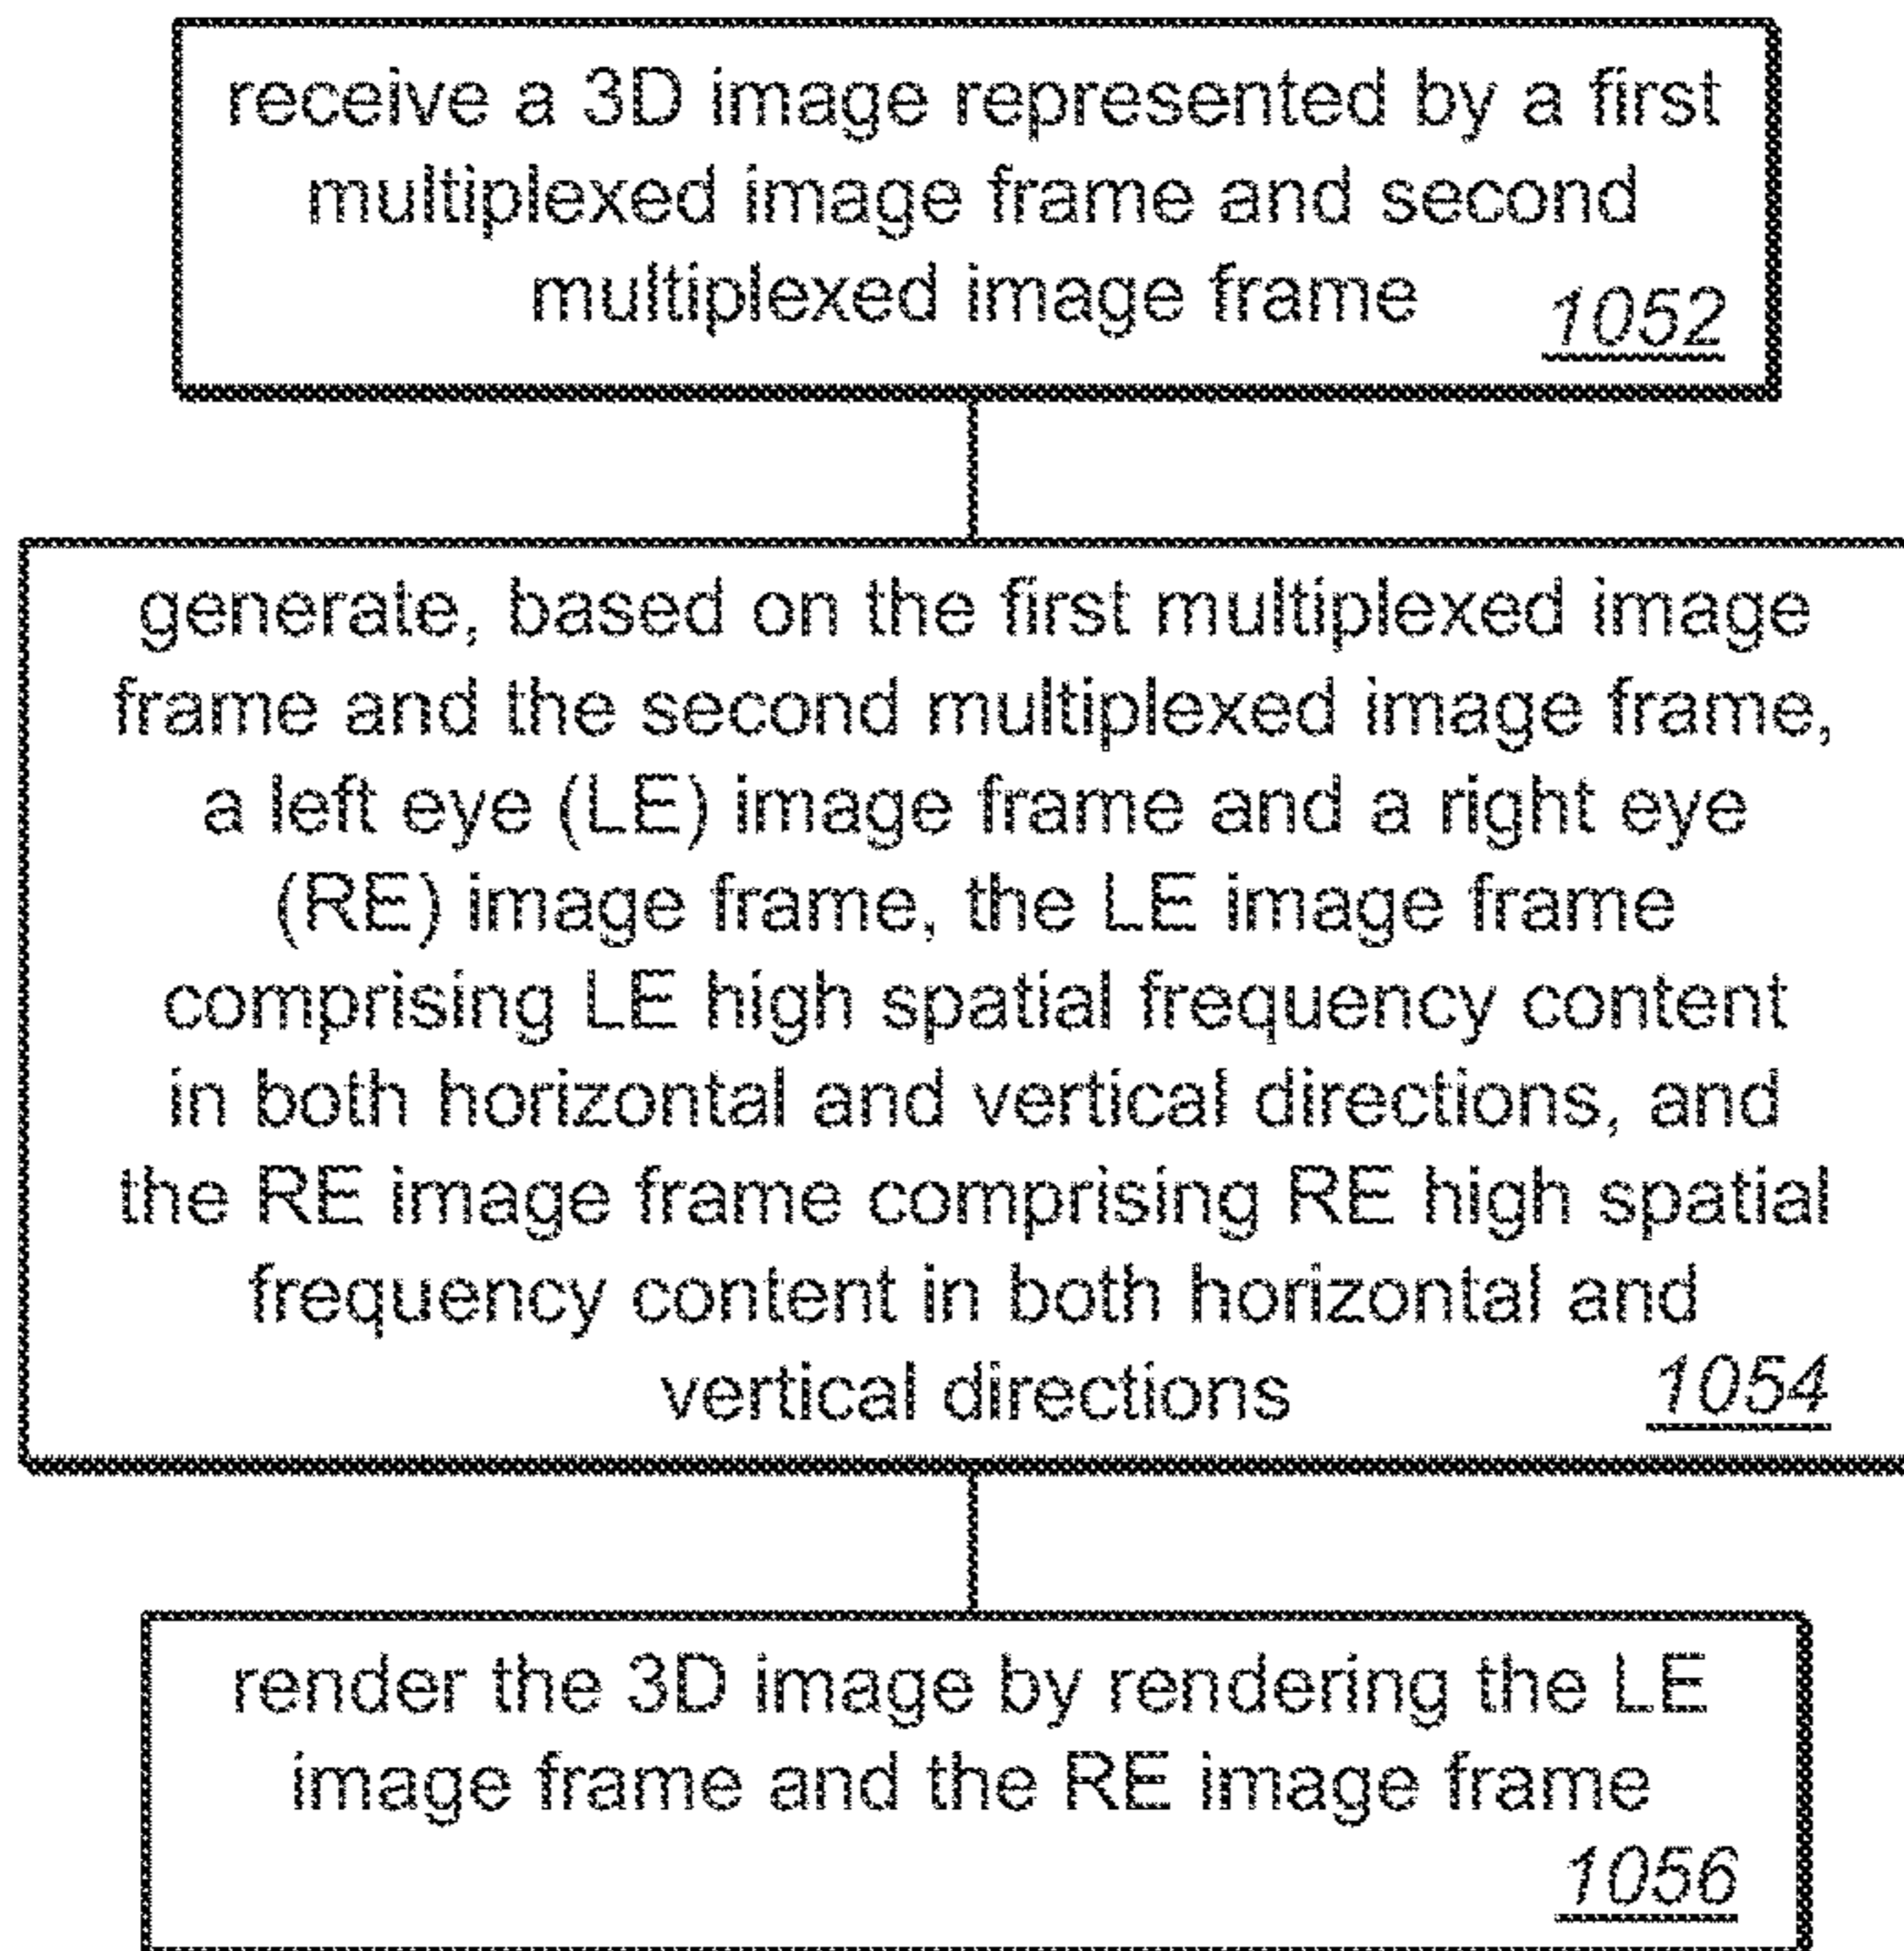 receive a 3D image represented by a first
multiplexed image frame and second
multiplexed image frame 1052
generate, based on the first multiplexed image
frame and the second multiplexed image frame,
a left eye (LE) image frame and a right eye
(RE) image frame, the LE image frame
comprising LE high spatial frequency content
in both horizontal and vertical directions, and
the RE image frame comprising RE high spatial
frequency content in both horizontal and
vertical directions 1054
render the 3D image by rendering the LE
image frame and the RE image frame
1056